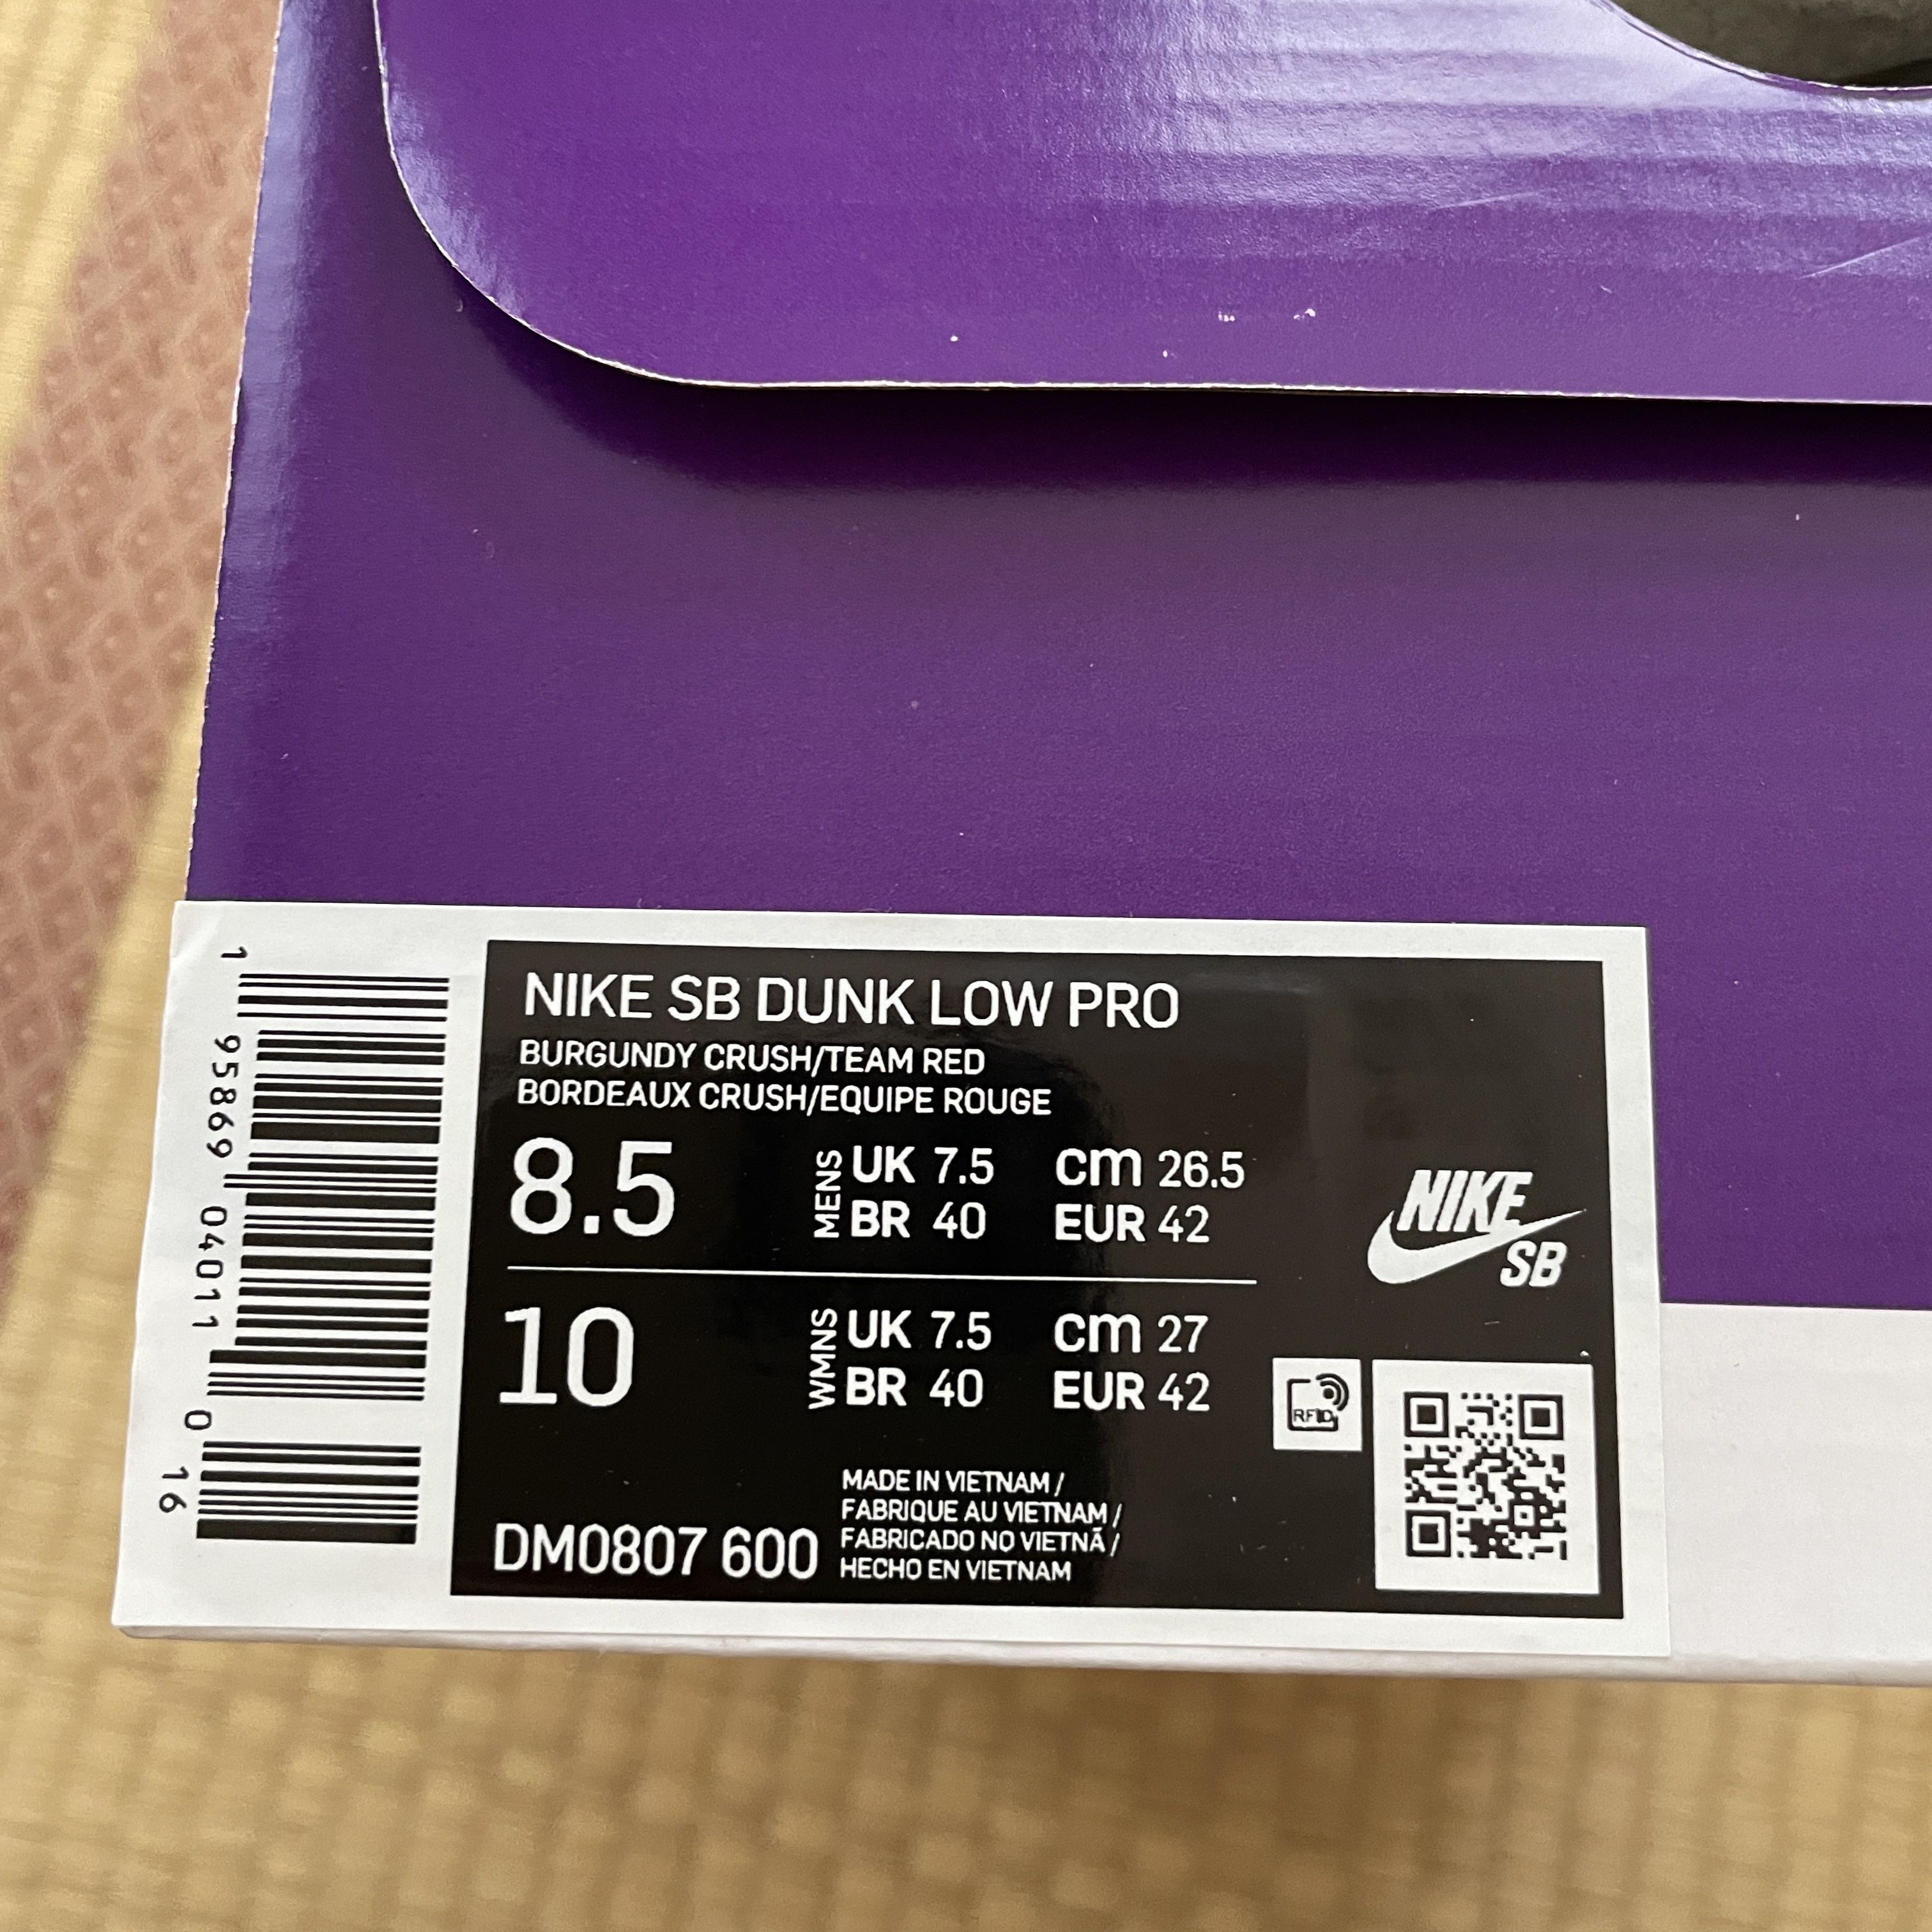 NIKE SB DUNK LOW PRO
BURGUNDY CRUSH/TEAM RED
BORDEAUX CRUSH/EQUIPE ROUGE
8.5 MENS UK 7.5 cm 26.5
BR 40 EUR 42
10 WMNS UK 7.5 cm 27
BR 40 EUR 42
NIKE
SB
RFID
MADE IN VIETNAM /
FABRIQUE AU VIETNAM /
FABRICADO NO VIETNÃ /
HECHO EN VIETNAM
DM0807 600
1 95869 04011 0 16